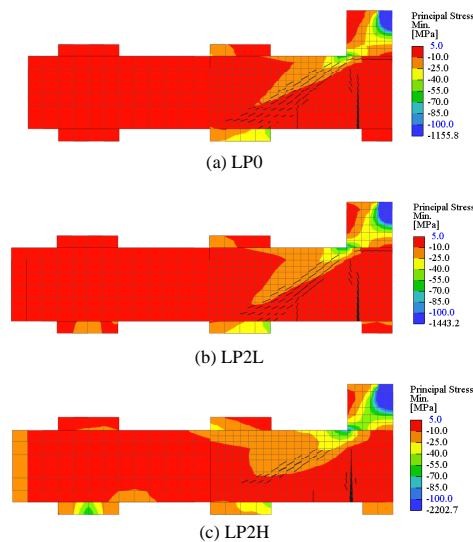 Principal Stress
Min.
[MPa]
5.0
-10.0
-25.0
-40.0
-55.0
-70.0
-85.0
-100.0
-1155.8
(a) LP0
Principal Stress
Min.
[MPa]
5.0
-10.0
-25.0
-40.0
-55.0
-70.0
-85.0
-100.0
-1443.2
(b) LP2L
Principal Stress
Min.
[MPa]
5.0
-10.0
-25.0
-40.0
-55.0
-70.0
-85.0
-100.0
-2202.7
(c) LP2H